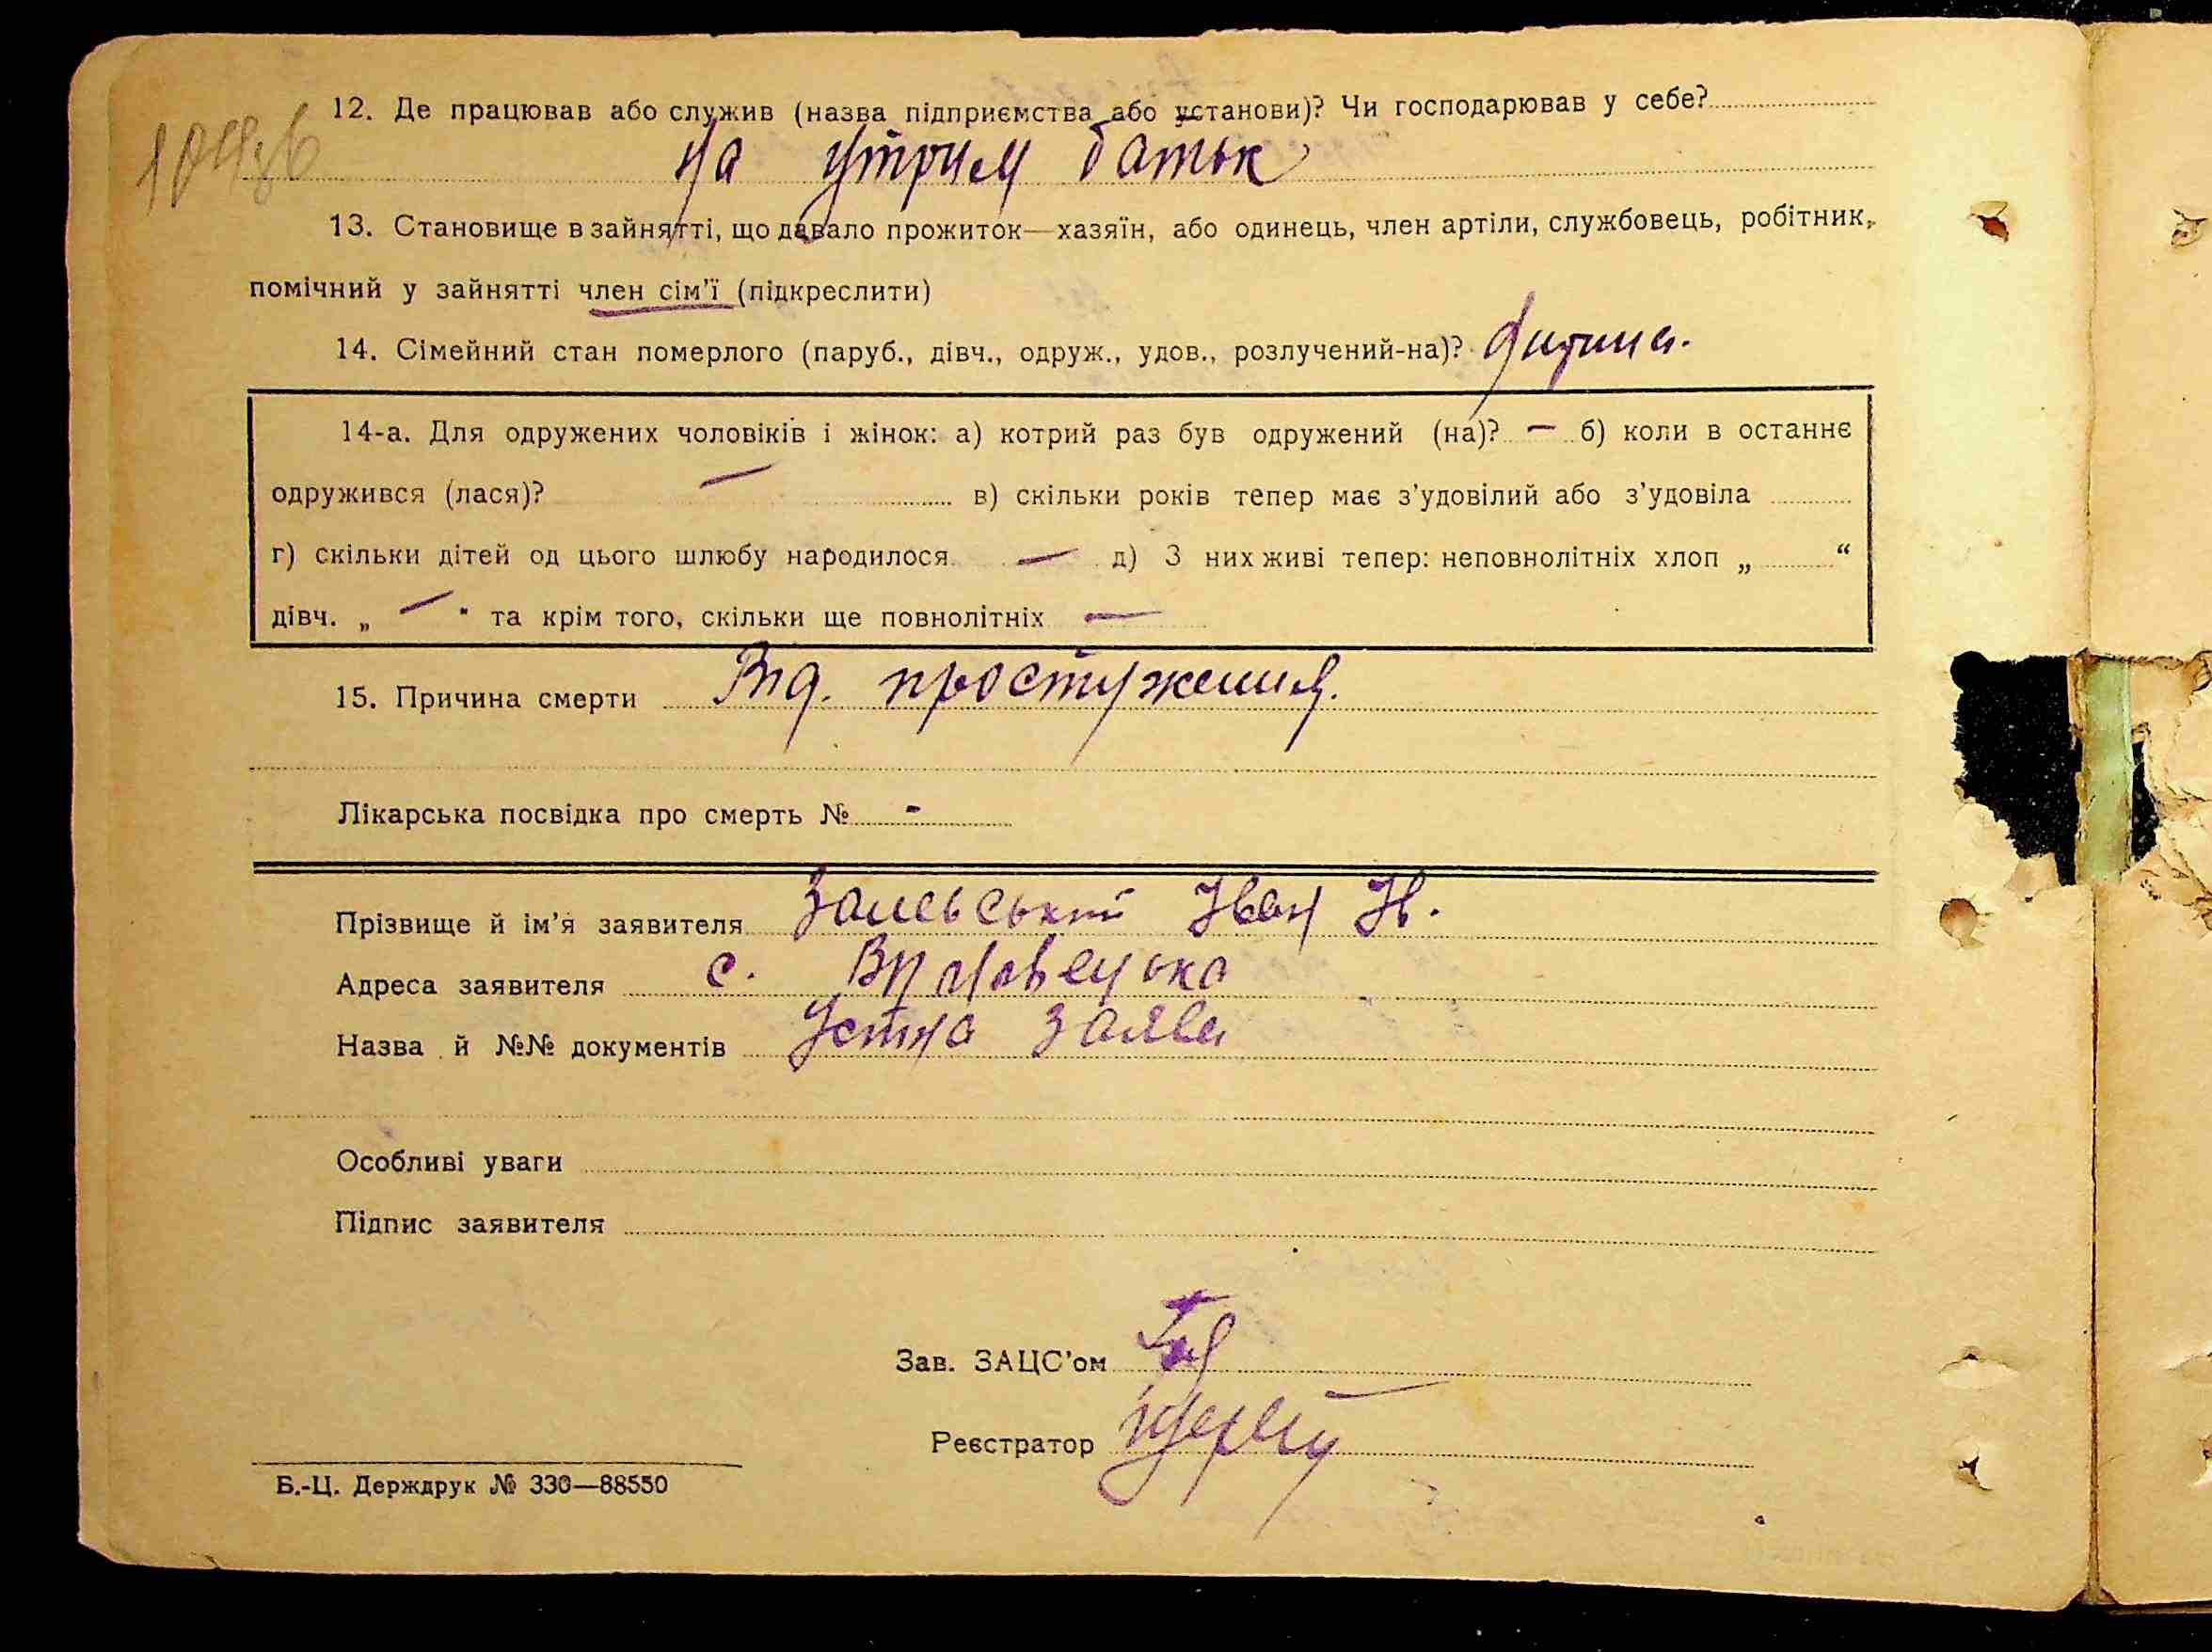 12. Де працював або служив (назва підприємства або установи)? Чи господарював у себе?
на утрим батьк
13. Становище в зайнятті, що давало прожиток—хазяїн, або одинець, член артіли, службовець, робітник,
помічний у зайнятті член сім'ї (підкреслити)
14. Сімейний стан померлого (паруб., дівч., одруж., удов., розлучений-на)? дитина.
14-а. Для одружених чоловіків і жінок: а) котрий раз був одружений (на)? — б) коли в останнє
одружився (лася)? — в) скільки років тепер має з'удовілий або з'удовіла
г) скільки дітей од цього шлюбу народилося — д) З них живі тепер: неповнолітніх хлоп „ “
дівч. „ — " та крім того, скільки ще повнолітніх —
15. Причина смерти Від. простуження.
Лікарська посвідка про смерть № -
Прізвище й ім'я заявителя Іван Ів.
Адреса заявителя с.
Назва й №№ документів Устна заява
Особливі уваги
Підпис заявителя
Зав. ЗАЦС'ом
Реєстратор
Б.-Ц. Держдрук № 330—88550